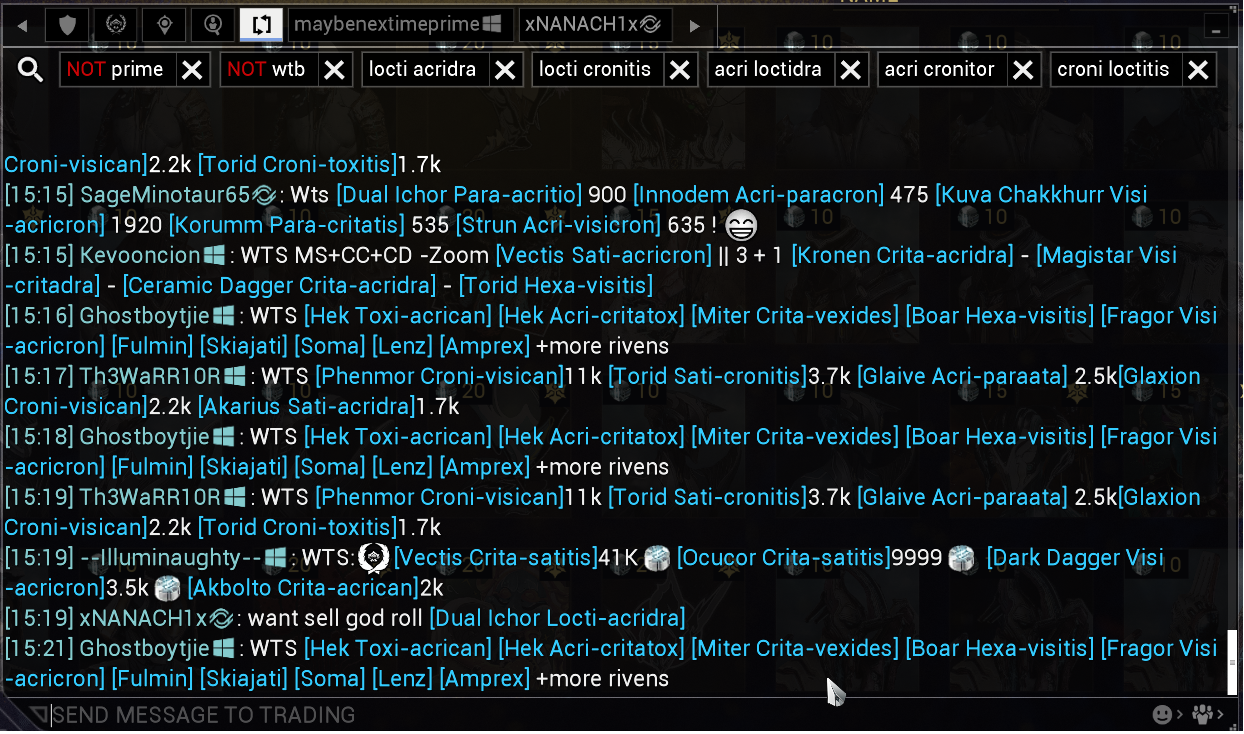 maybenextimeprime xNANACH1x
NOT prime NOT wtb locti acridra locti cronitis acri loctidra acri cronitor croni loctitis
Croni-visican]2.2k [Torid Croni-toxitis]1.7k
[15:15] SageMinotaur65: Wts [Dual Ichor Para-acritio] 900 [Innodem Acri-paracron] 475 [Kuva Chakkhurr Visi
-acricron] 1920 [Korumm Para-critatis] 535 [Strun Acri-visicron] 635 !
[15:15] Kevooncion: WTS MS+CC+CD -Zoom [Vectis Sati-acricron] || 3 + 1 [Kronen Crita-acridra] - [Magistar Visi
-critadra] - [Ceramic Dagger Crita-acridra] - [Torid Hexa-visitis]
[15:16] Ghostboytjie: WTS [Hek Toxi-acrican] [Hek Acri-critatox] [Miter Crita-vexides] [Boar Hexa-visitis] [Fragor Visi
-acricron] [Fulmin] [Skiajati] [Soma] [Lenz] [Amprex] +more rivens
[15:17] Th3WaRR10R: WTS [Phenmor Croni-visican]11k [Torid Sati-cronitis]3.7k [Glaive Acri-paraata] 2.5k[Glaxion
Croni-visican]2.2k [Akarius Sati-acridra]1.7k
[15:18] Ghostboytjie: WTS [Hek Toxi-acrican] [Hek Acri-critatox] [Miter Crita-vexides] [Boar Hexa-visitis] [Fragor Visi
-acricron] [Fulmin] [Skiajati] [Soma] [Lenz] [Amprex] +more rivens
[15:19] Th3WaRR10R: WTS [Phenmor Croni-visican]11k [Torid Sati-cronitis]3.7k [Glaive Acri-paraata] 2.5k[Glaxion
Croni-visican]2.2k [Torid Croni-toxitis]1.7k
[15:19] --Illuminaughty--: WTS: [Vectis Crita-satitis]41K [Ocucor Crita-satitis]9999 [Dark Dagger Visi
-acricron]3.5k [Akbolto Crita-acrican]2k
[15:19] xNANACH1x: want sell god roll [Dual Ichor Locti-acridra]
[15:21] Ghostboytjie: WTS [Hek Toxi-acrican] [Hek Acri-critatox] [Miter Crita-vexides] [Boar Hexa-visitis] [Fragor Visi
-acricron] [Fulmin] [Skiajati] [Soma] [Lenz] [Amprex] +more rivens
SEND MESSAGE TO TRADING